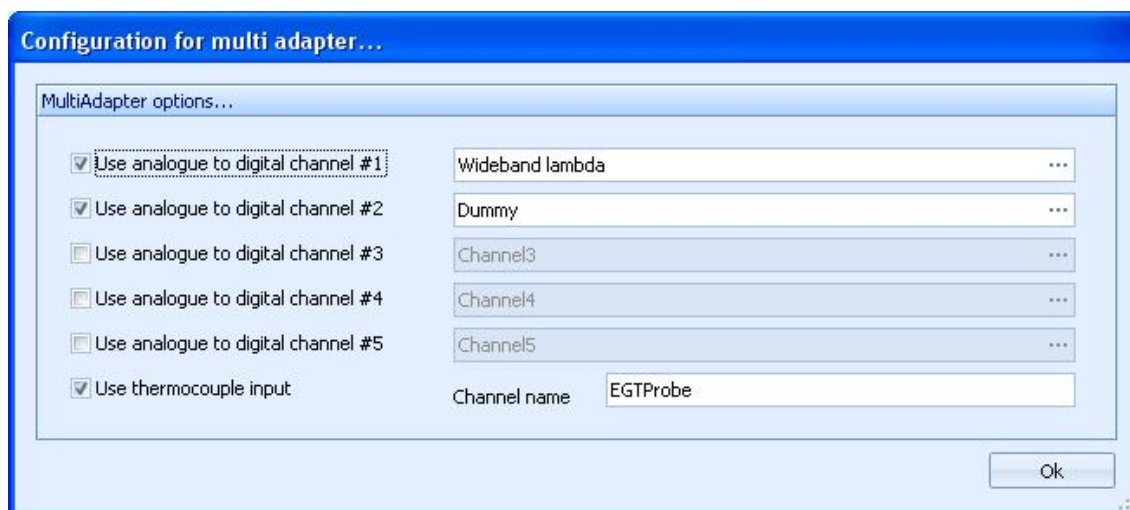 Configuration for multi adapter...
MultiAdapter options...
Use analogue to digital channel #1 Wideband lambda ...
Use analogue to digital channel #2 Dummy ...
Use analogue to digital channel #3 Channel3 ...
Use analogue to digital channel #4 Channel4 ...
Use analogue to digital channel #5 Channel5 ...
Use thermocouple input Channel name EGTProbe
Ok